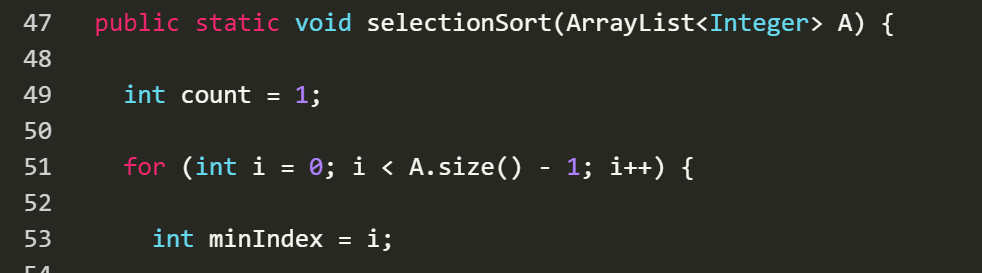 47 public static void selectionSort(ArrayList<Integer> A) {
48
49 int count = 1;
50
51 for (int i = 0; i < A.size() - 1; i++) {
52
53 int minIndex = i;
54